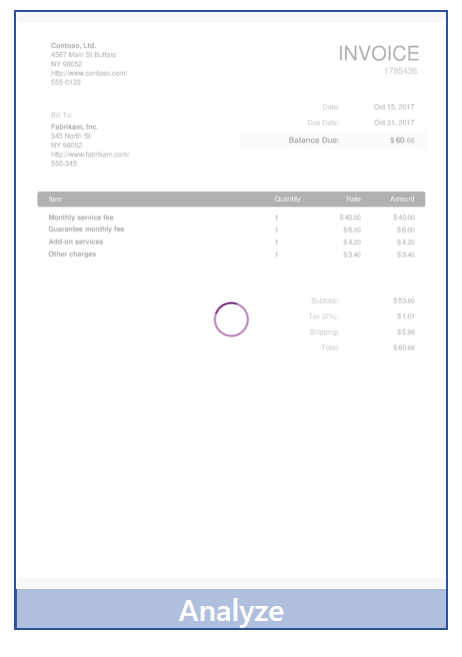 Contoso, Ltd.
4567 Main St Buffalo
NY 98052
http://www.contoso.com/
555-0123
INVOICE
1785436
Date: Oct 15, 2017
Due Date: Oct 31, 2017
Balance Due: $60.66
Bill To:
Fabrikam, Inc.
345 North St
NY 98052
http://www.fabrikam.com/
555-345
Item Quantity Rate Amount
Monthly service fee 1 $40.00 $40.00
Guarantee monthly fee 1 $6.00 $6.00
Add-on services 1 $4.20 $4.20
Other charges 1 $3.40 $3.40
Subtotal: $53.60
Tax (2%): $1.07
Shipping: $5.99
Total: $60.66
Analyze